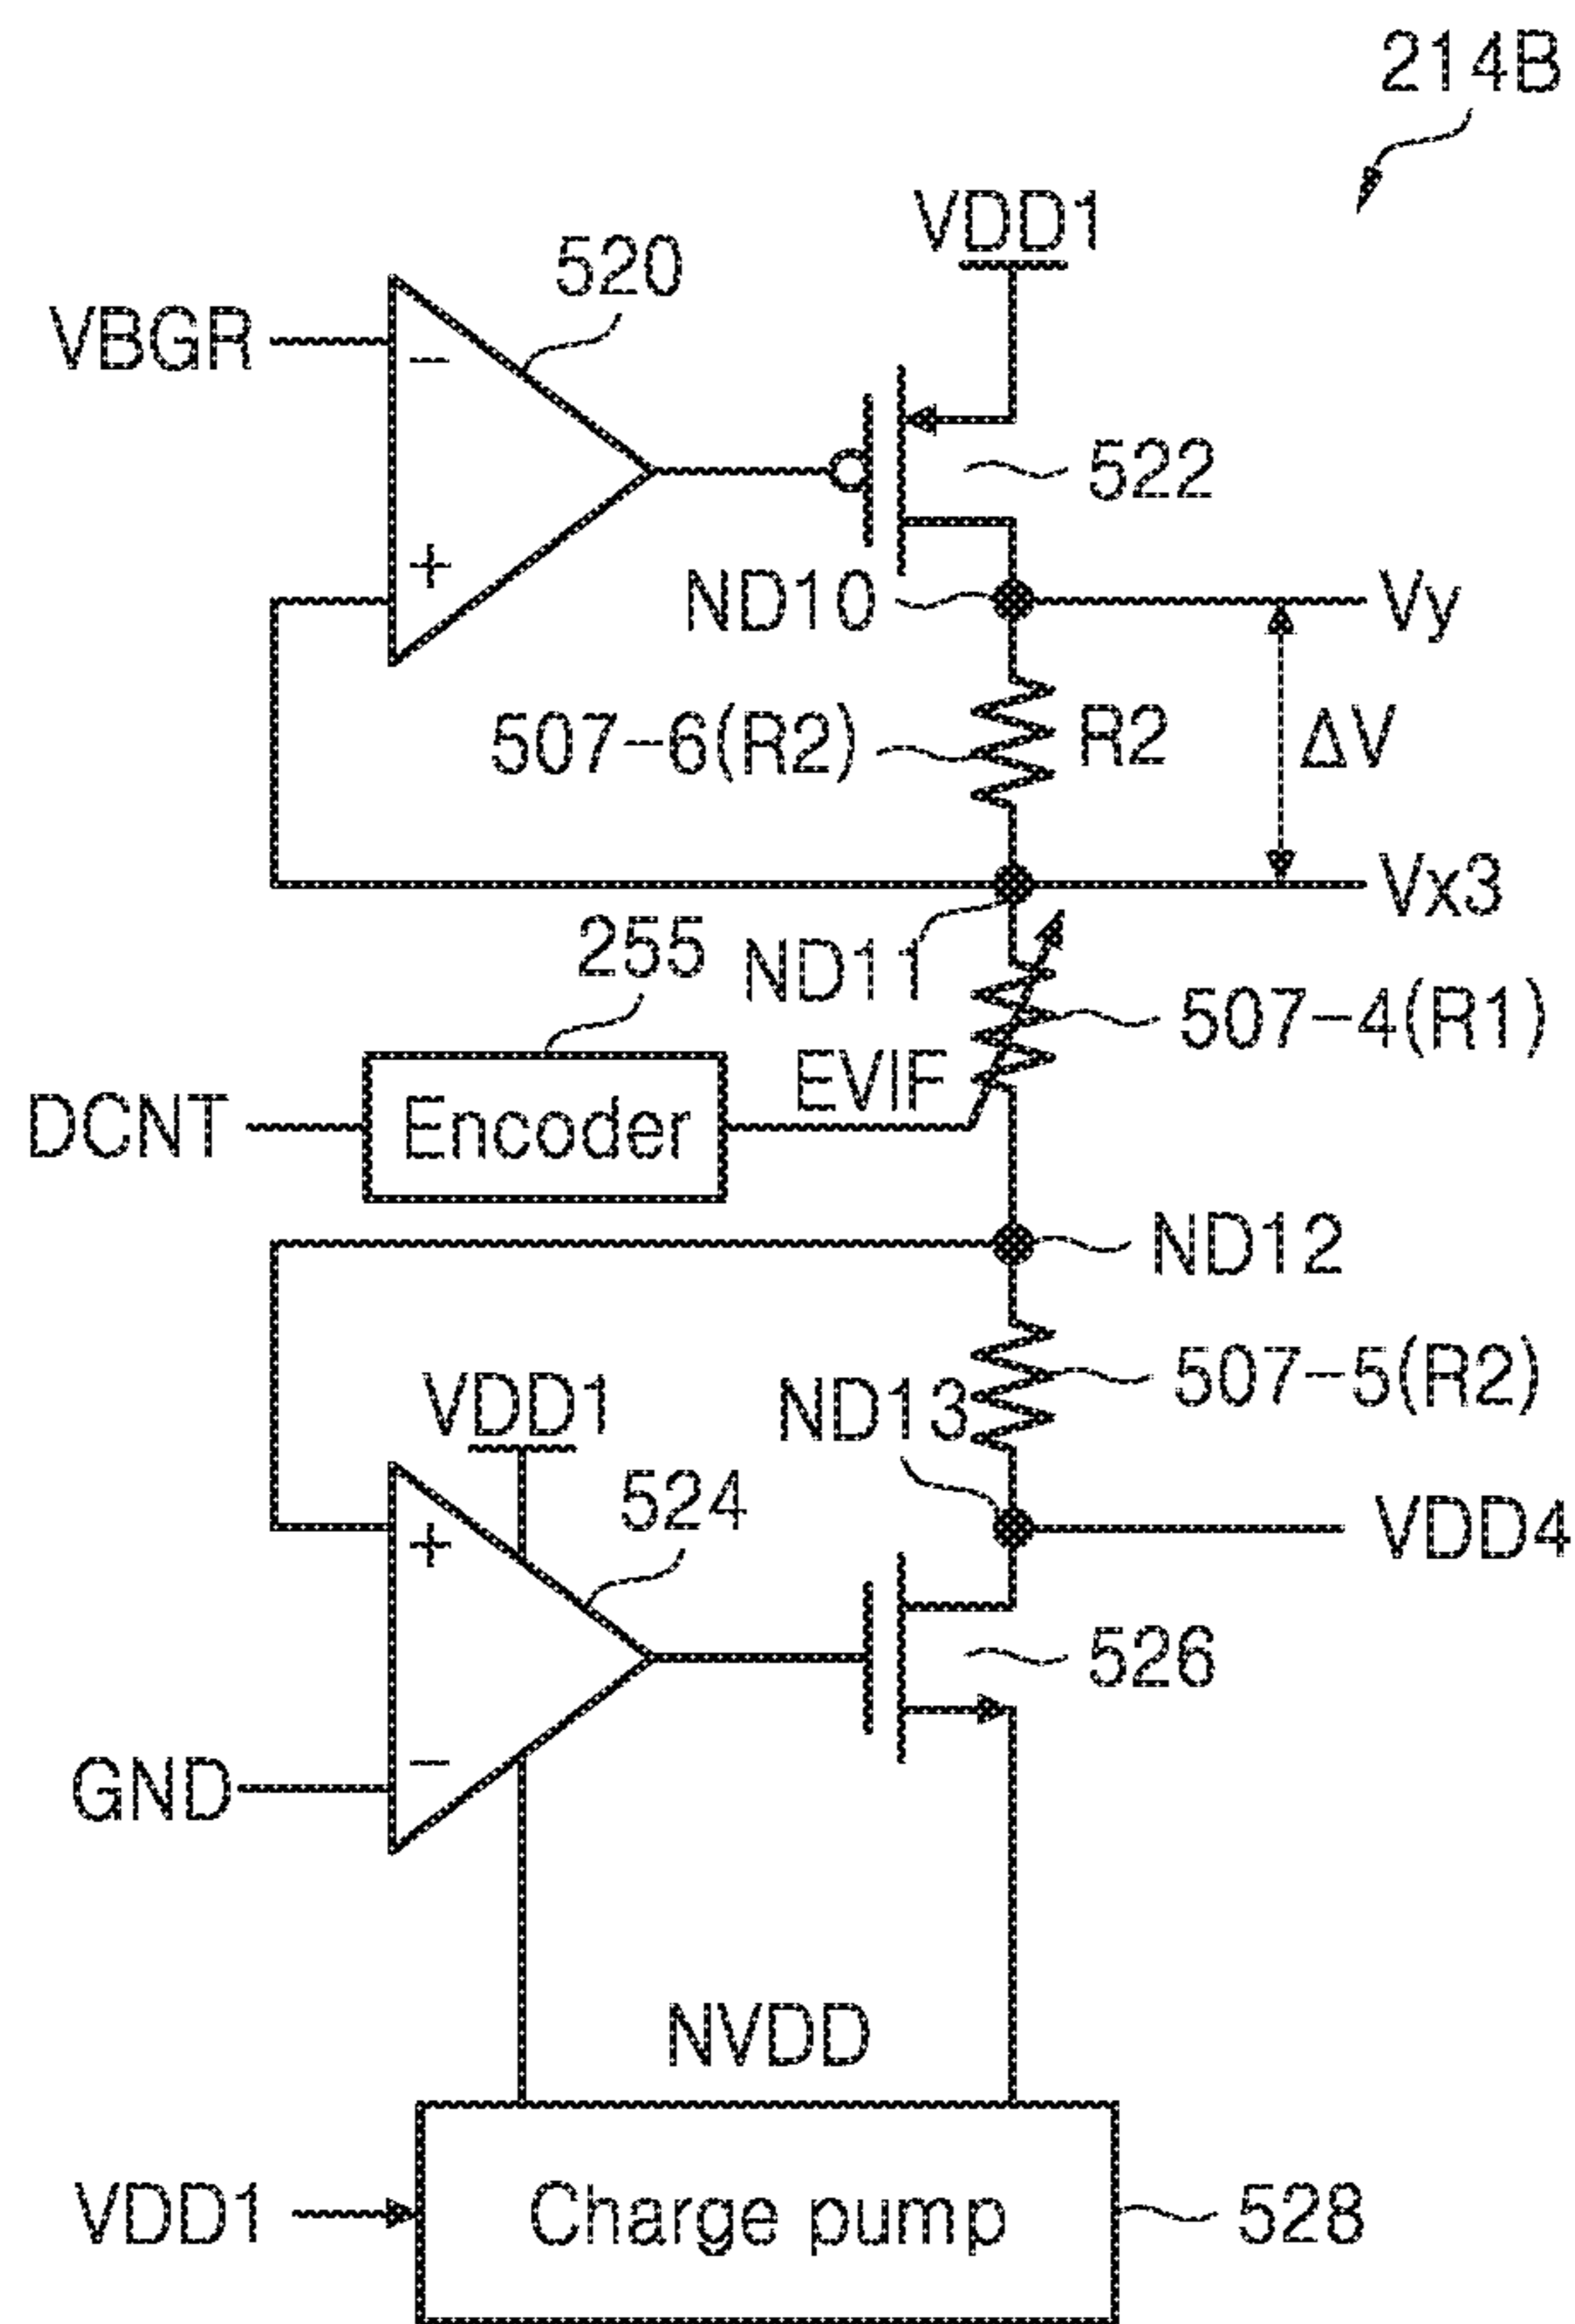 214B
VDD1
520
VBGR
−
522
+
ND10
Vy
507-6(R2)
R2
ΔV
Vx3
255
ND11
507-4(R1)
EVIF
DCNT
Encoder
ND12
507-5(R2)
VDD1
ND13
524
VDD4
+
526
−
GND
NVDD
VDD1
Charge pump
528